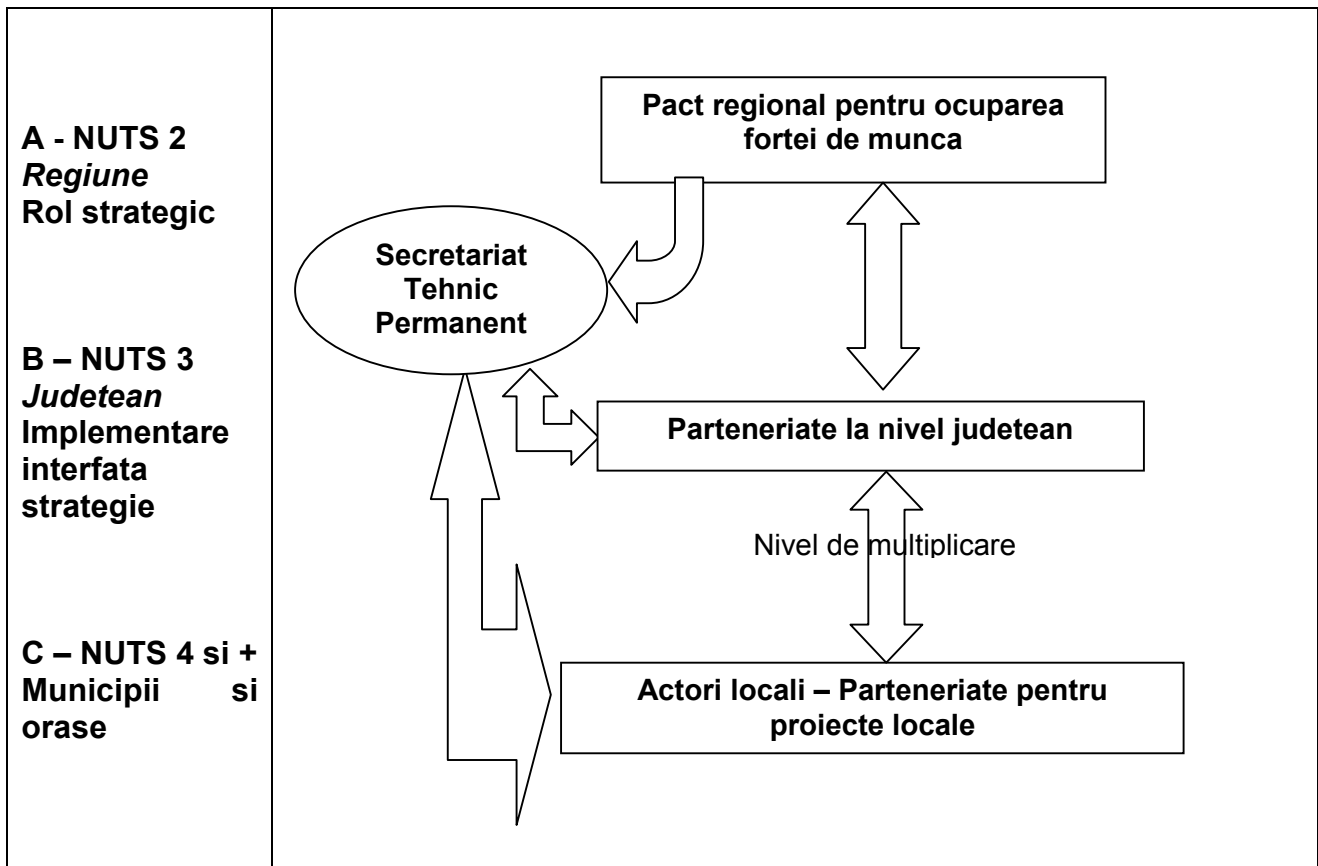 A - NUTS 2
Regiune
Rol strategic
B – NUTS 3
Judetean
Implementare
interfata
strategie
C – NUTS 4 si +
Municipii si
orase
Pact regional pentru ocuparea
fortei de munca
Secretariat
Tehnic
Permanent
Parteneriate la nivel judetean
Nivel de multiplicare
Actori locali – Parteneriate pentru
proiecte locale